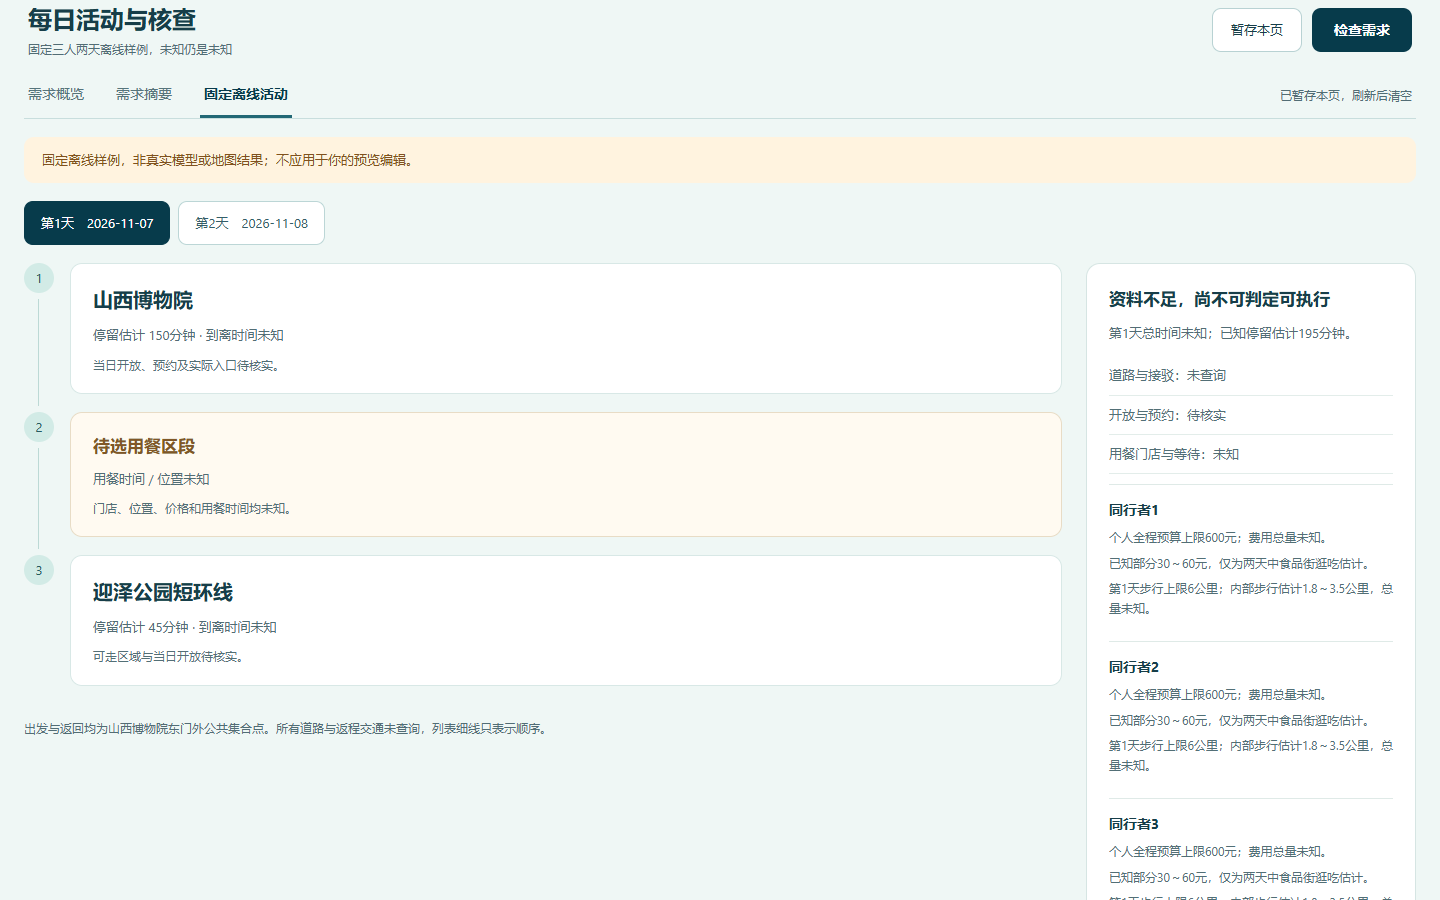 每日活动与核查
固定三人两天离线样例，未知仍是未知
暂存本页
检查需求
需求概览
需求摘要
固定离线活动
已暂存本页，刷新后清空
固定离线样例，非真实模型或地图结果；不应用于你的预览编辑。
第1天 2026-11-07
第2天 2026-11-08
1
山西博物院
停留估计 150分钟 · 到离时间未知
当日开放、预约及实际入口待核实。
2
待选用餐区段
用餐时间 / 位置未知
门店、位置、价格和用餐时间均未知。
3
迎泽公园短环线
停留估计 45分钟 · 到离时间未知
可走区域与当日开放待核实。
出发与返回均为山西博物院东门外公共集合点。所有道路与返程交通未查询，列表细线只表示顺序。
资料不足，尚不可判定可执行
第1天总时间未知；已知停留估计195分钟。
道路与接驳：未查询
开放与预约：待核实
用餐门店与等待：未知
同行者1
个人全程预算上限600元；费用总量未知。
已知部分30～60元，仅为两天中食品街逛吃估计。
第1天步行上限6公里；内部步行估计1.8～3.5公里，总
量未知。
同行者2
个人全程预算上限600元；费用总量未知。
已知部分30～60元，仅为两天中食品街逛吃估计。
第1天步行上限6公里；内部步行估计1.8～3.5公里，总
量未知。
同行者3
个人全程预算上限600元；费用总量未知。
已知部分30～60元，仅为两天中食品街逛吃估计。